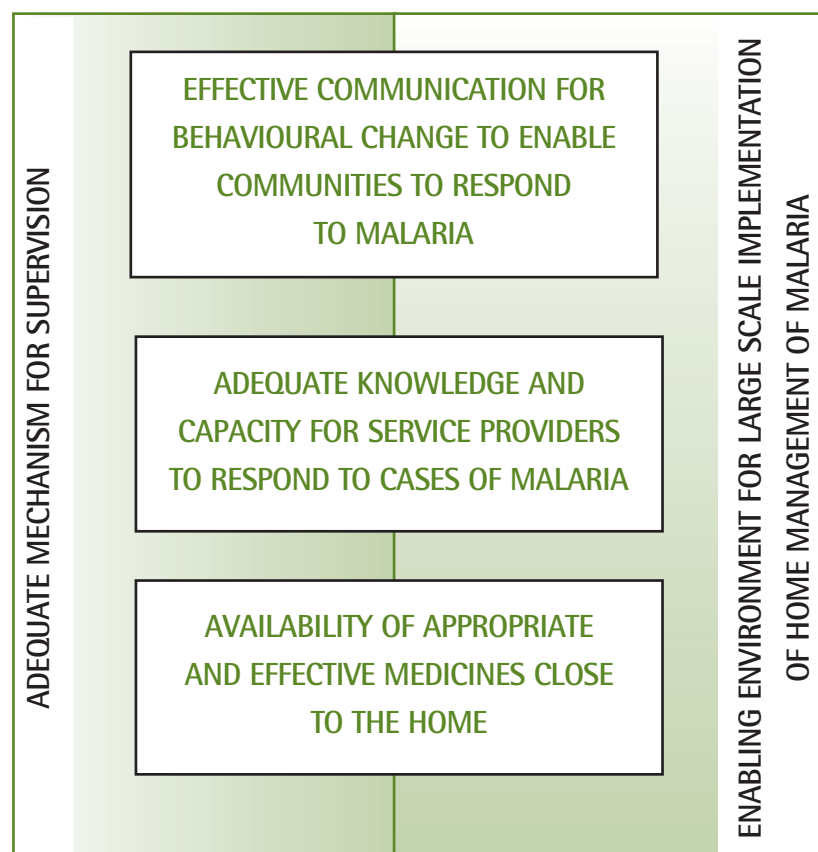 ADEQUATE MECHANISM FOR SUPERVISION
EFFECTIVE COMMUNICATION FOR
BEHAVIOURAL CHANGE TO ENABLE
COMMUNITIES TO RESPOND
TO MALARIA
ADEQUATE KNOWLEDGE AND
CAPACITY FOR SERVICE PROVIDERS
TO RESPOND TO CASES OF MALARIA
AVAILABILITY OF APPROPRIATE
AND EFFECTIVE MEDICINES CLOSE
TO THE HOME
ENABLING ENVIRONMENT FOR LARGE SCALE IMPLEMENTATION
OF HOME MANAGEMENT OF MALARIA